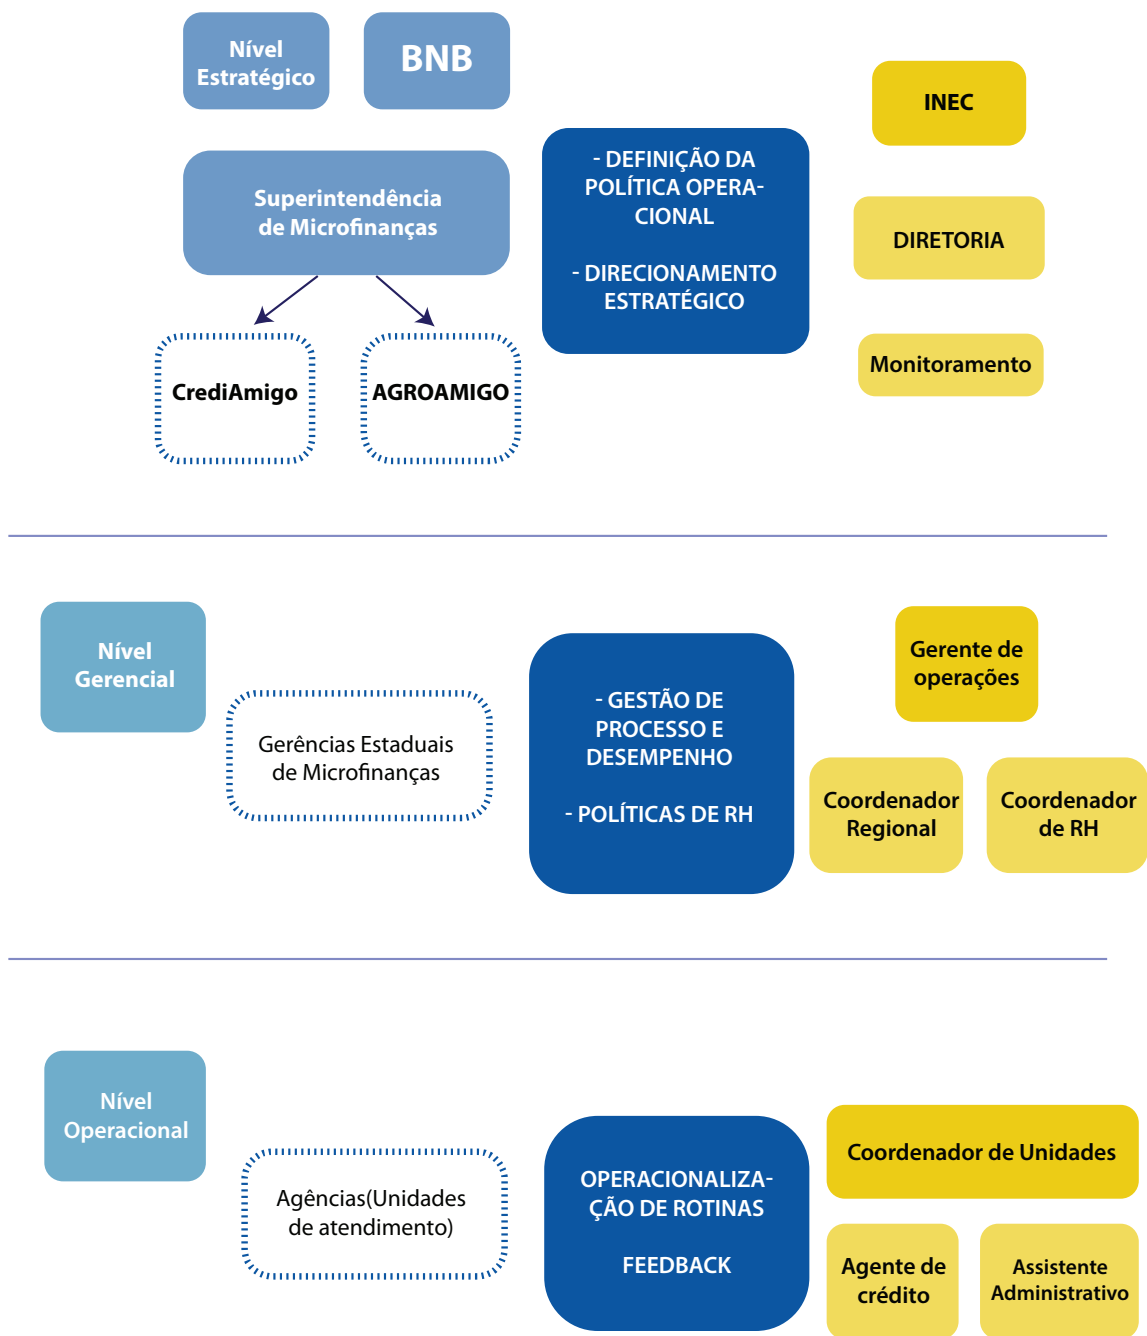 Nível
Estratégico
BNB
INEC
Superintendência
de Microfinanças
- DEFINIÇÃO DA
POLÍTICA OPERA-
CIONAL
- DIRECIONAMENTO
ESTRATÉGICO
DIRETORIA
Monitoramento
CrediAmigo
AGROAMIGO
Nível
Gerencial
Gerências Estaduais
de Microfinanças
- GESTÃO DE
PROCESSO E
DESEMPENHO
- POLÍTICAS DE RH
Gerente de
operações
Coordenador
Regional
Coordenador
de RH
Nível
Operacional
Agências(Unidades
de atendimento)
OPERACIONALIZA-
ÇÃO DE ROTINAS
FEEDBACK
Coordenador de Unidades
Agente de
crédito
Assistente
Administrativo